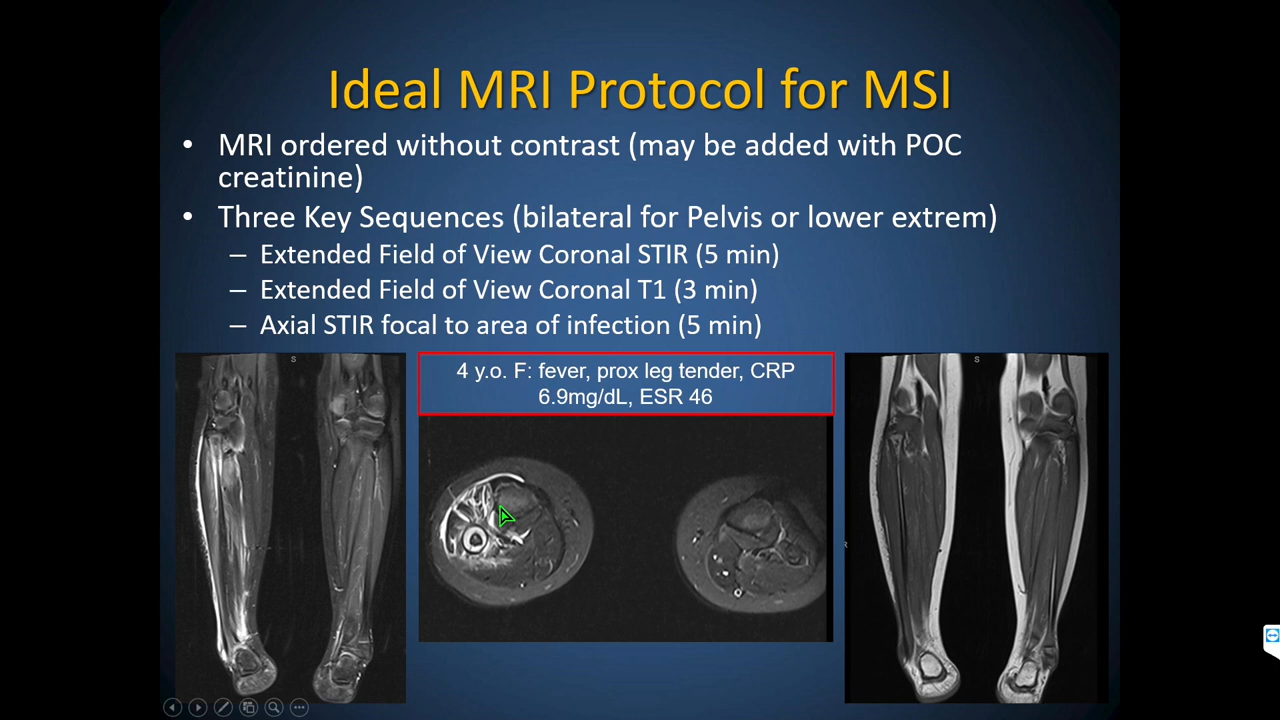 Ideal MRI Protocol for MSI
• MRI ordered without contrast (may be added with POC
creatinine)
• Three Key Sequences (bilateral for Pelvis or lower extrem)
– Extended Field of View Coronal STIR (5 min)
– Extended Field of View Coronal T1 (3 min)
– Axial STIR focal to area of infection (5 min)
S
4 y.o. F: fever, prox leg tender, CRP
6.9mg/dL, ESR 46
S
R